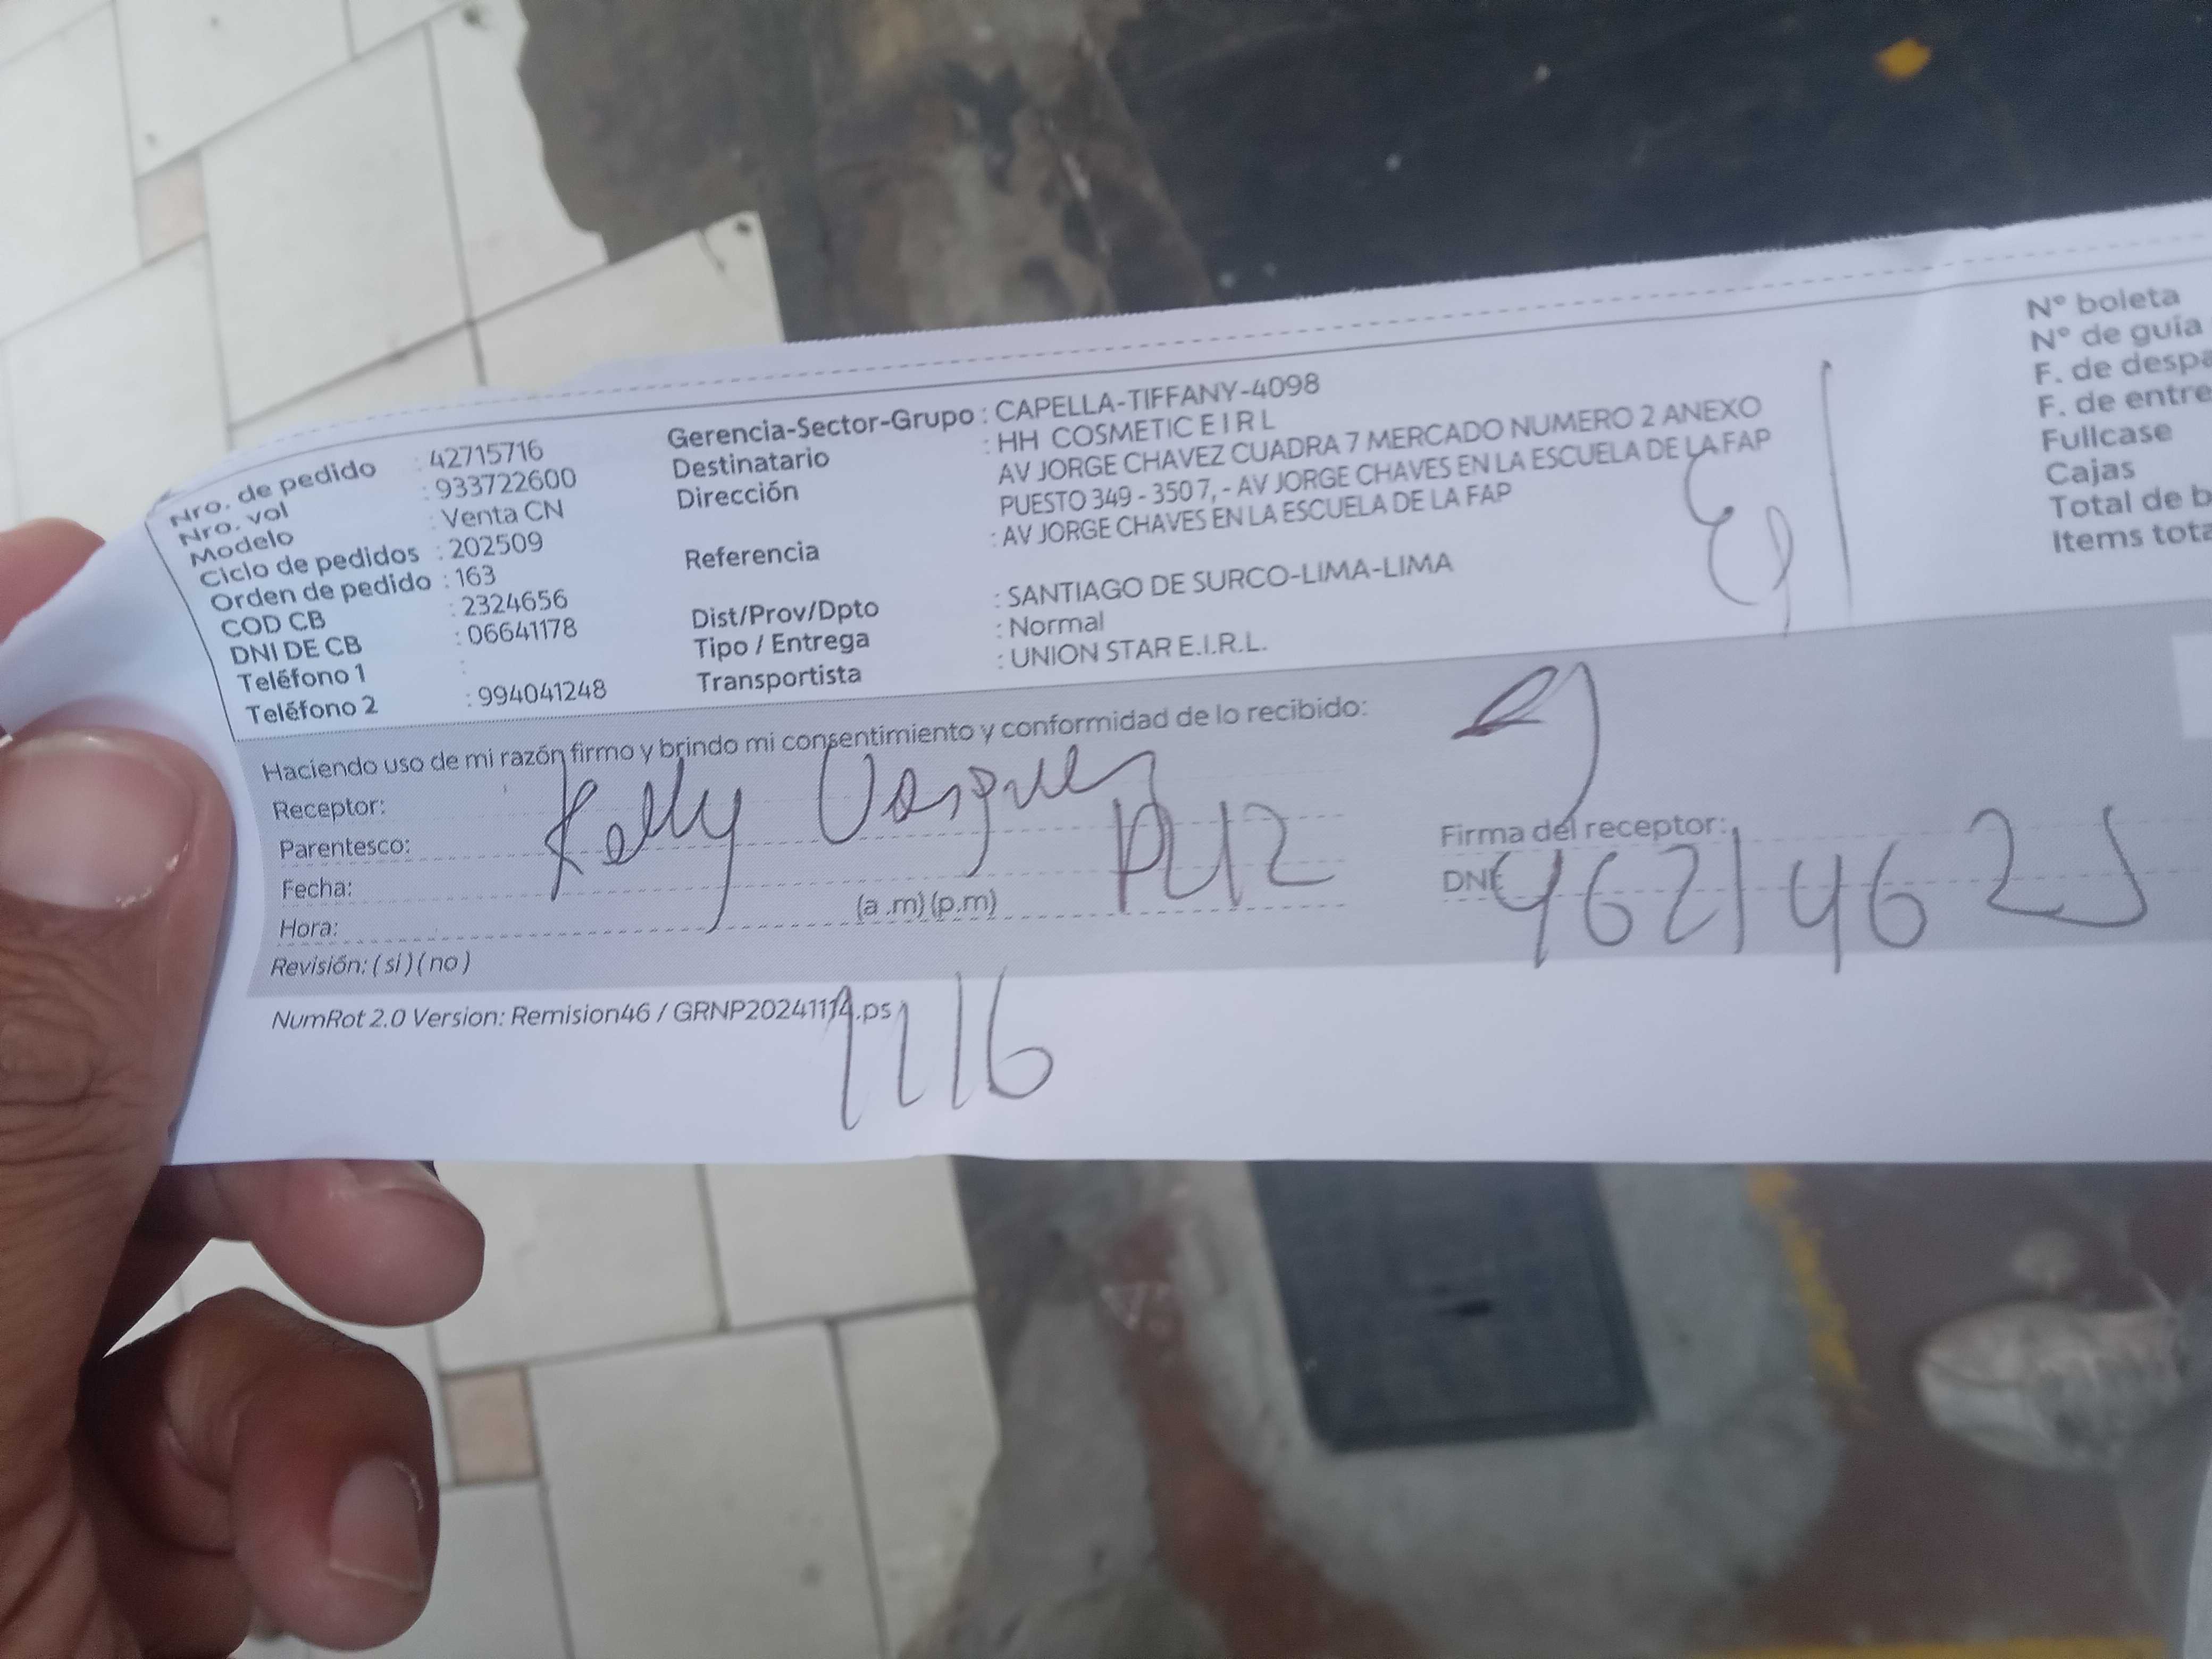 Nro. de pedido : 42715716
Nro. vol : 933722600
Modelo : Venta CN
Ciclo de pedidos : 202509
Orden de pedido : 163
COD CB : 2324656
DNI DE CB : 06641178
Teléfono 1 :
Teléfono 2 : 994041248
Gerencia-Sector-Grupo : CAPELLA-TIFFANY-4098
Destinatario : HH COSMETIC E I R L
Dirección AV JORGE CHAVEZ CUADRA 7 MERCADO NUMERO 2 ANEXO
PUESTO 349 - 350 7, - AV JORGE CHAVES EN LA ESCUELA DE LA FAP
Referencia : AV JORGE CHAVES EN LA ESCUELA DE LA FAP
Dist/Prov/Dpto : SANTIAGO DE SURCO-LIMA-LIMA
Tipo / Entrega : Normal
Transportista : UNION STAR E.I.R.L.
N° boleta
N° de guía
F. de despa
F. de entre
Fullcase
Cajas
Total de b
Items tota
Haciendo uso de mi razón firmo y brindo mi consentimiento y conformidad de lo recibido:
Receptor:
Kelly Vasquez
Parentesco:
Fecha:
Hora: (a .m) (p.m)
Revisión: ( si ) ( no )
Firma del receptor:
DNI 46214625
NumRot 2.0 Version: Remision46 / GRNP20241114.ps
1116